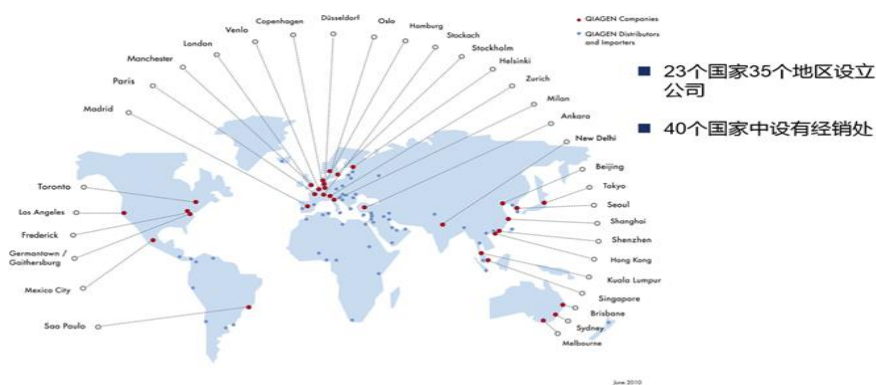 Copenhagen
Düsseldorf
Oslo
Hamburg
Venlo
Stockach
London
Stockholm
Manchester
Helsinki
Paris
Zurich
Madrid
Milan
Ankara
New Delhi
QIAGEN Companies
QIAGEN Distributors
and Importers
23个国家35个地区设立
公司
40个国家中设有经销处
Toronto
Los Angeles
Frederick
Germantown /
Gaithersburg
Mexico City
Sao Paulo
Beijing
Tokyo
Seoul
Shanghai
Shenzhen
Hong Kong
Kuala Lumpur
Singapore
Brisbane
Sydney
Melbourne
June 2010